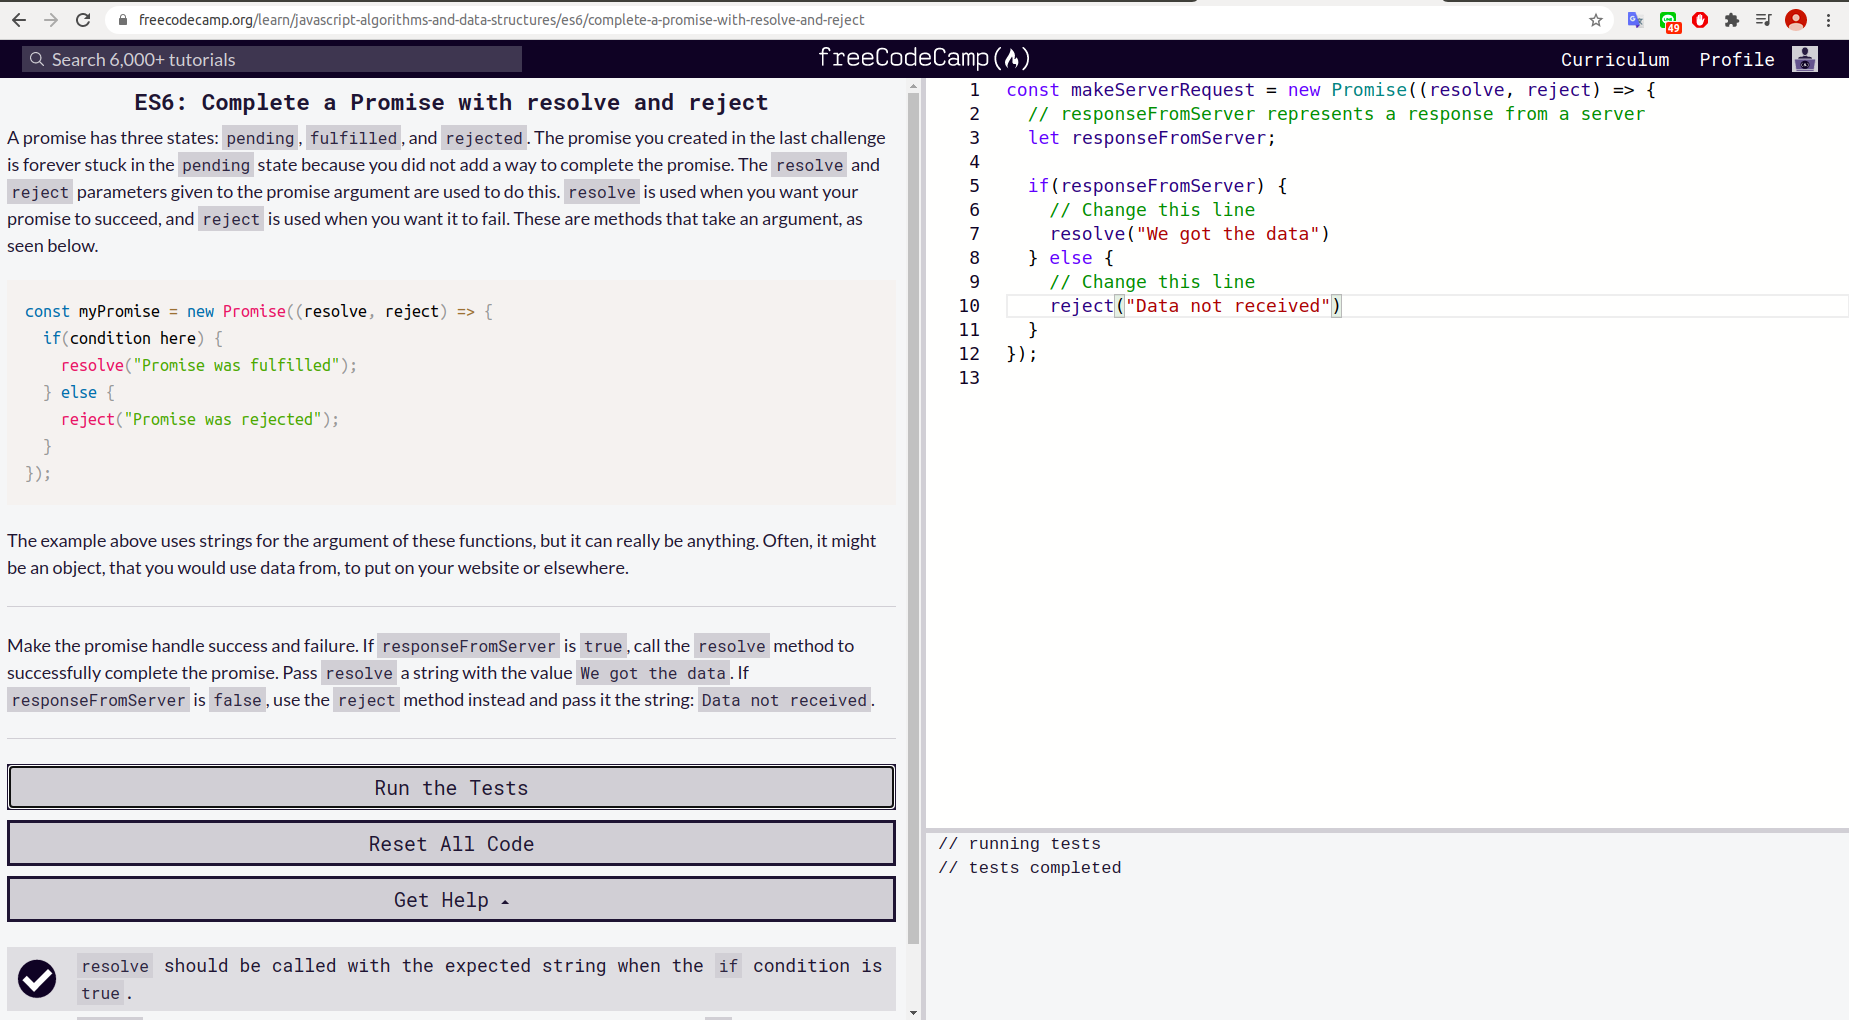 freecodecamp.org/learn/javascript-algorithms-and-data-structures/es6/complete-a-promise-with-resolve-and-reject
49
Search 6,000+ tutorials
freeCodeCamp(🔥)
Curriculum
Profile
ES6: Complete a Promise with resolve and reject
A promise has three states: pending, fulfilled, and rejected. The promise you created in the last challenge
is forever stuck in the pending state because you did not add a way to complete the promise. The resolve and
reject parameters given to the promise argument are used to do this. resolve is used when you want your
promise to succeed, and reject is used when you want it to fail. These are methods that take an argument, as
seen below.
const myPromise = new Promise((resolve, reject) => {
  if(condition here) {
    resolve("Promise was fulfilled");
  } else {
    reject("Promise was rejected");
  }
});
The example above uses strings for the argument of these functions, but it can really be anything. Often, it might
be an object, that you would use data from, to put on your website or elsewhere.
Make the promise handle success and failure. If responseFromServer is true, call the resolve method to
successfully complete the promise. Pass resolve a string with the value We got the data. If
responseFromServer is false, use the reject method instead and pass it the string: Data not received.
Run the Tests
Reset All Code
Get Help
resolve should be called with the expected string when the if condition is
true.
1 const makeServerRequest = new Promise((resolve, reject) => {
2   // responseFromServer represents a response from a server
3   let responseFromServer;
4
5   if(responseFromServer) {
6     // Change this line
7     resolve("We got the data")
8   } else {
9     // Change this line
10     reject("Data not received")
11   }
12 });
13
// running tests
// tests completed